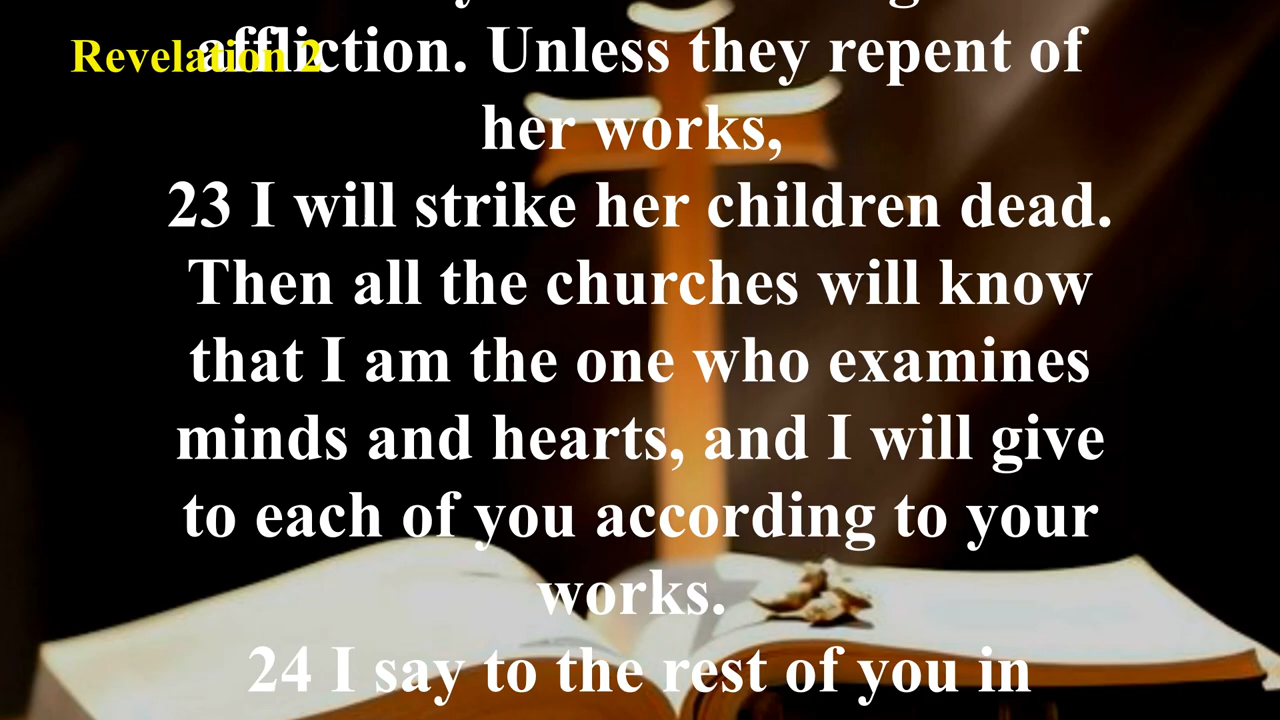 Revelation 2
affliction. Unless they repent of
her works,
23 I will strike her children dead.
Then all the churches will know
that I am the one who examines
minds and hearts, and I will give
to each of you according to your
works.
24 I say to the rest of you in